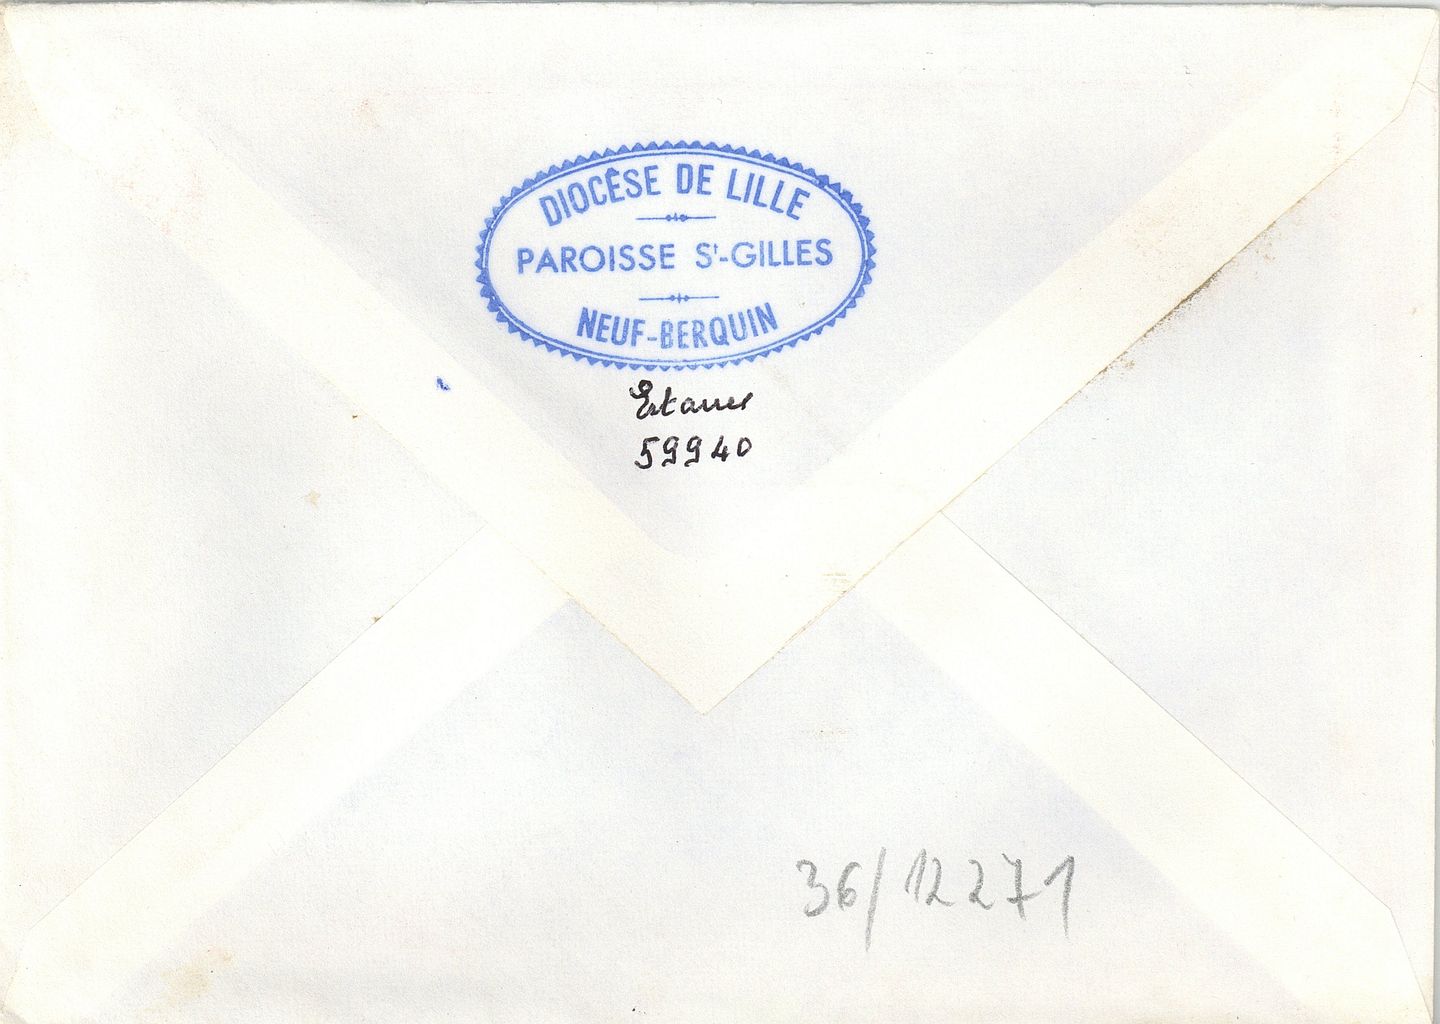 DIOCÈSE DE LILLE
PAROISSE St-GILLES
NEUF-BERQUIN
Estaires
59940
36/12271